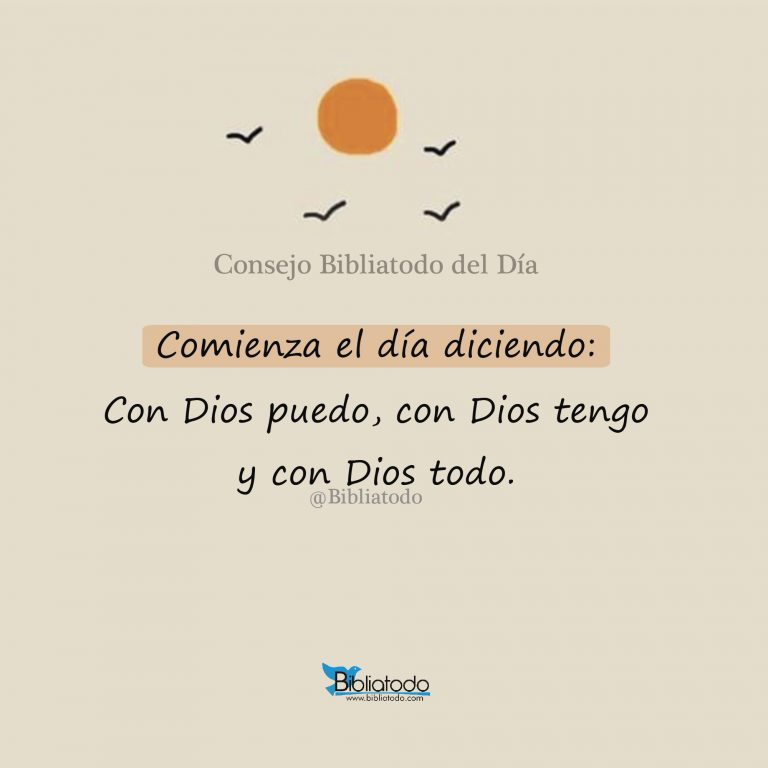 Consejo Bibliatodo del Día
Comienza el día diciendo:
Con Dios puedo, con Dios tengo
y con Dios todo.
@Bibliatodo
Bibliatodo
www.bibliatodo.com